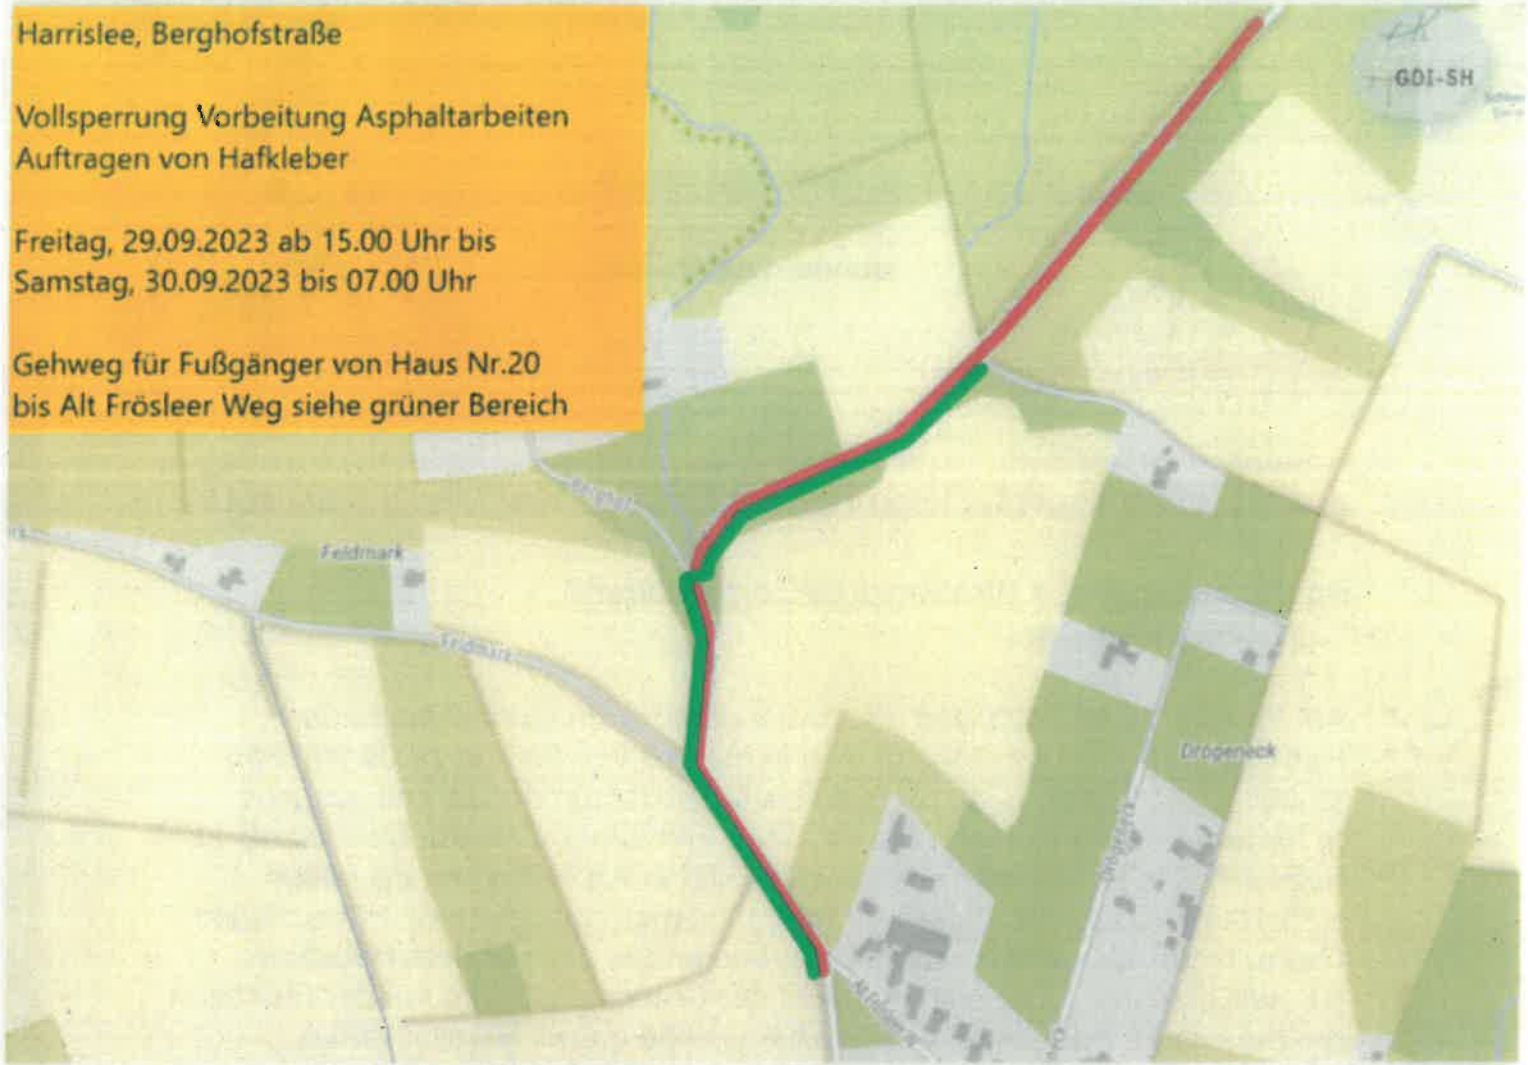 Harrislee, Berghofstraße
Vollsperrung Vorbeitung Asphaltarbeiten
Auftragen von Hafkleber
Freitag, 29.09.2023 ab 15.00 Uhr bis
Samstag, 30.09.2023 bis 07.00 Uhr
Gehweg für Fußgänger von Haus Nr.20
bis Alt Frösleer Weg siehe grüner Bereich
GDI-SH
Berghof
Feldmark
Feldmark
Drögeneck
Drögeneck